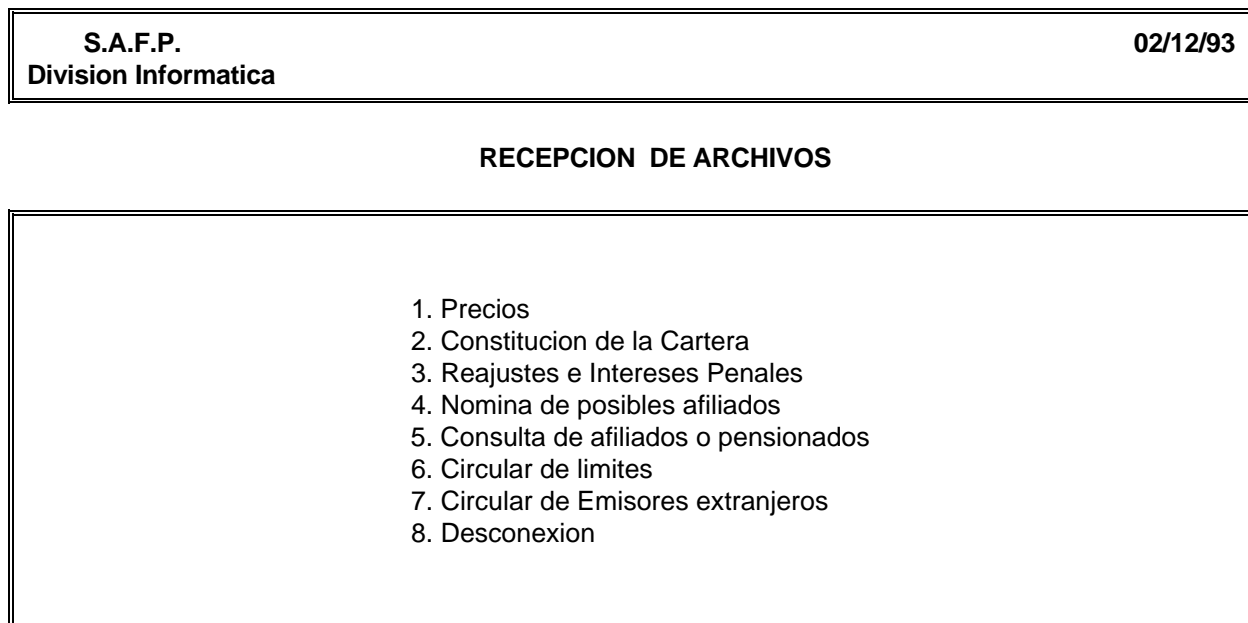 S.A.F.P. 02/12/93
Division Informatica
RECEPCION DE ARCHIVOS
1. Precios
2. Constitucion de la Cartera
3. Reajustes e Intereses Penales
4. Nomina de posibles afiliados
5. Consulta de afiliados o pensionados
6. Circular de limites
7. Circular de Emisores extranjeros
8. Desconexion